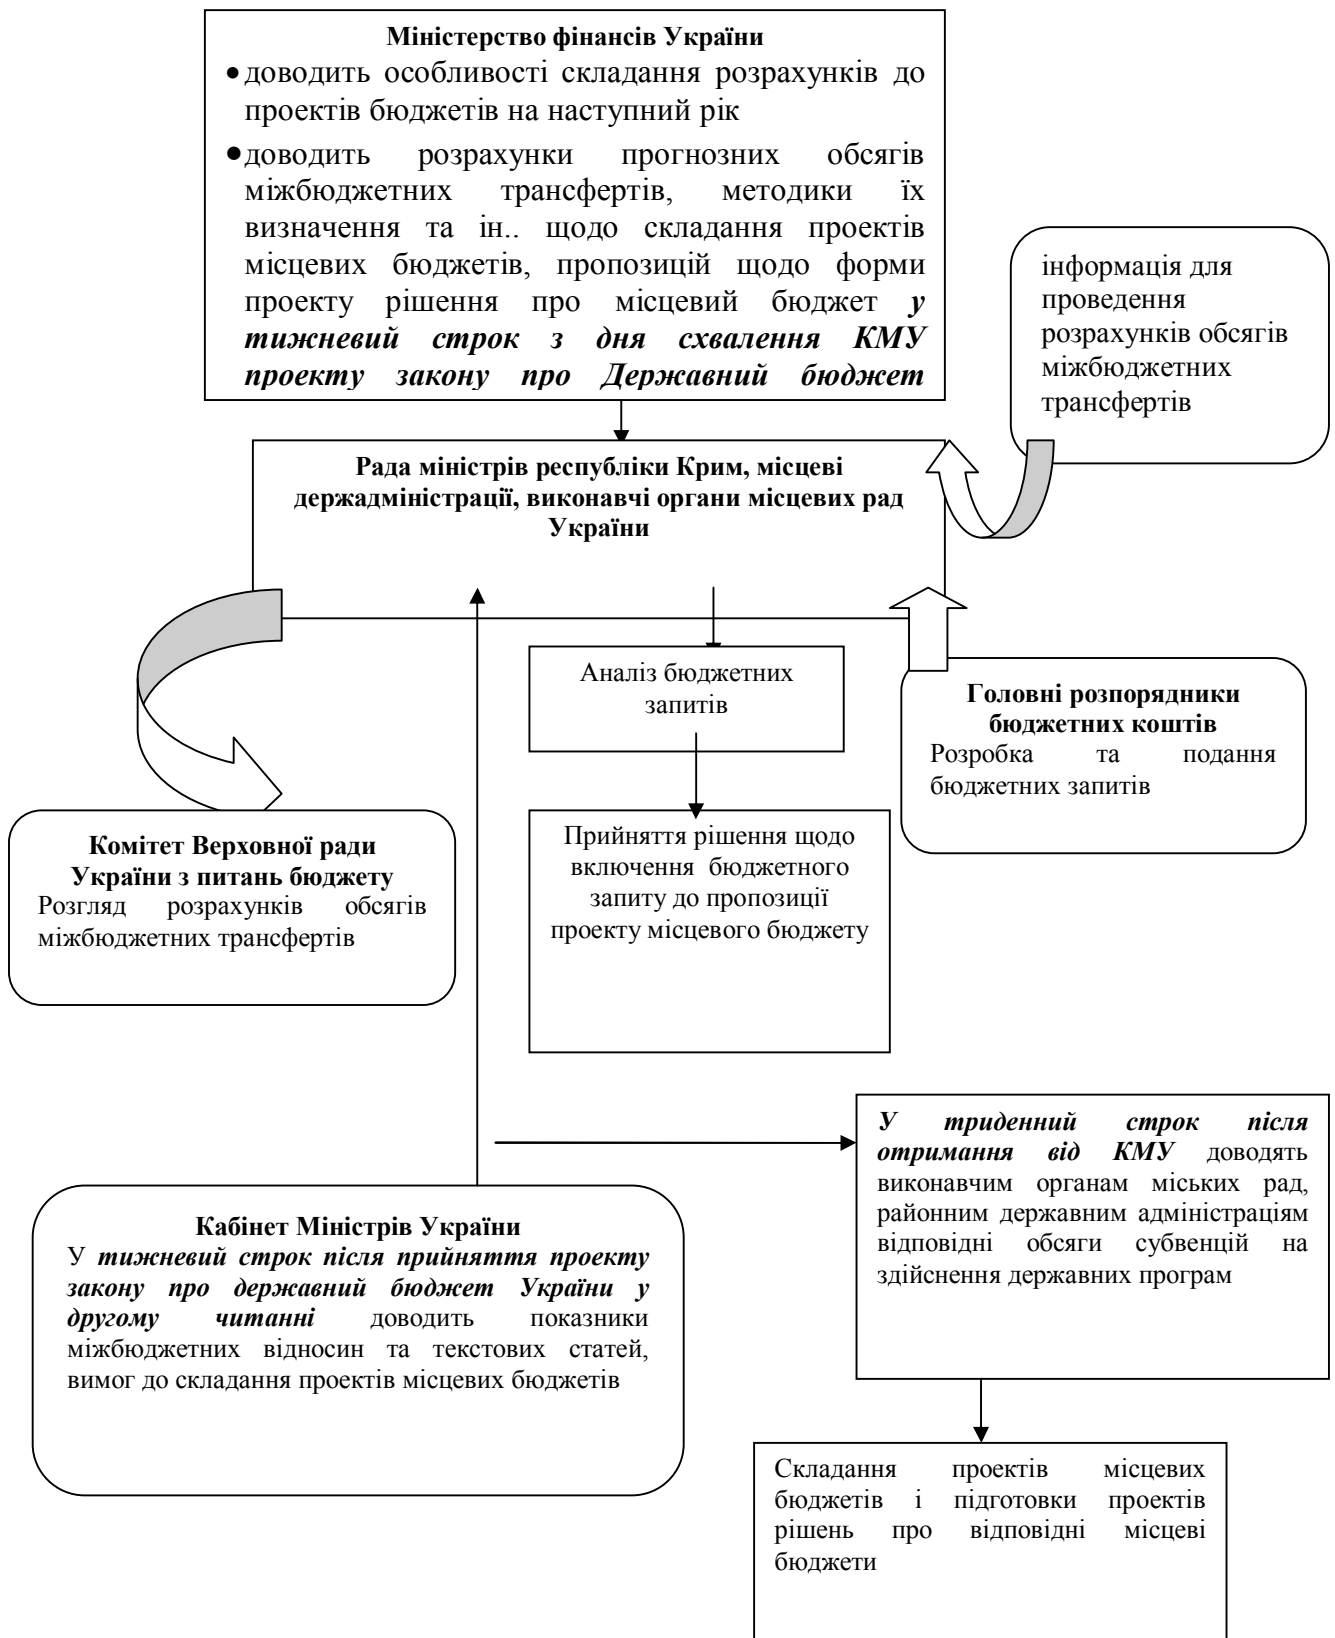 Міністерство фінансів України
•доводить особливості складання розрахунків до
проектів бюджетів на наступний рік
•доводить розрахунки прогнозних обсягів
міжбюджетних трансфертів, методики їх
визначення та ін.. щодо складання проектів
місцевих бюджетів, пропозицій щодо форми
проекту рішення про місцевий бюджет у
тижневий строк з дня схвалення КМУ
проекту закону про Державний бюджет
інформація для
проведення
розрахунків обсягів
міжбюджетних
трансфертів
Рада міністрів республіки Крим, місцеві
держадміністрації, виконавчі органи місцевих рад
України
Аналіз бюджетних
запитів
Головні розпорядники
бюджетних коштів
Розробка та подання
бюджетних запитів
Комітет Верховної ради
України з питань бюджету
Розгляд розрахунків обсягів
міжбюджетних трансфертів
Прийняття рішення щодо
включення бюджетного
запиту до пропозиції
проекту місцевого бюджету
У триденний строк після
отримання від КМУ доводять
виконавчим органам міських рад,
районним державним адміністраціям
відповідні обсяги субвенцій на
здійснення державних програм
Кабінет Міністрів України
У тижневий строк після прийняття проекту
закону про державний бюджет України у
другому читанні доводить показники
міжбюджетних відносин та текстових статей,
вимог до складання проектів місцевих бюджетів
Складання проектів місцевих
бюджетів і підготовки проектів
рішень про відповідні місцеві
бюджети